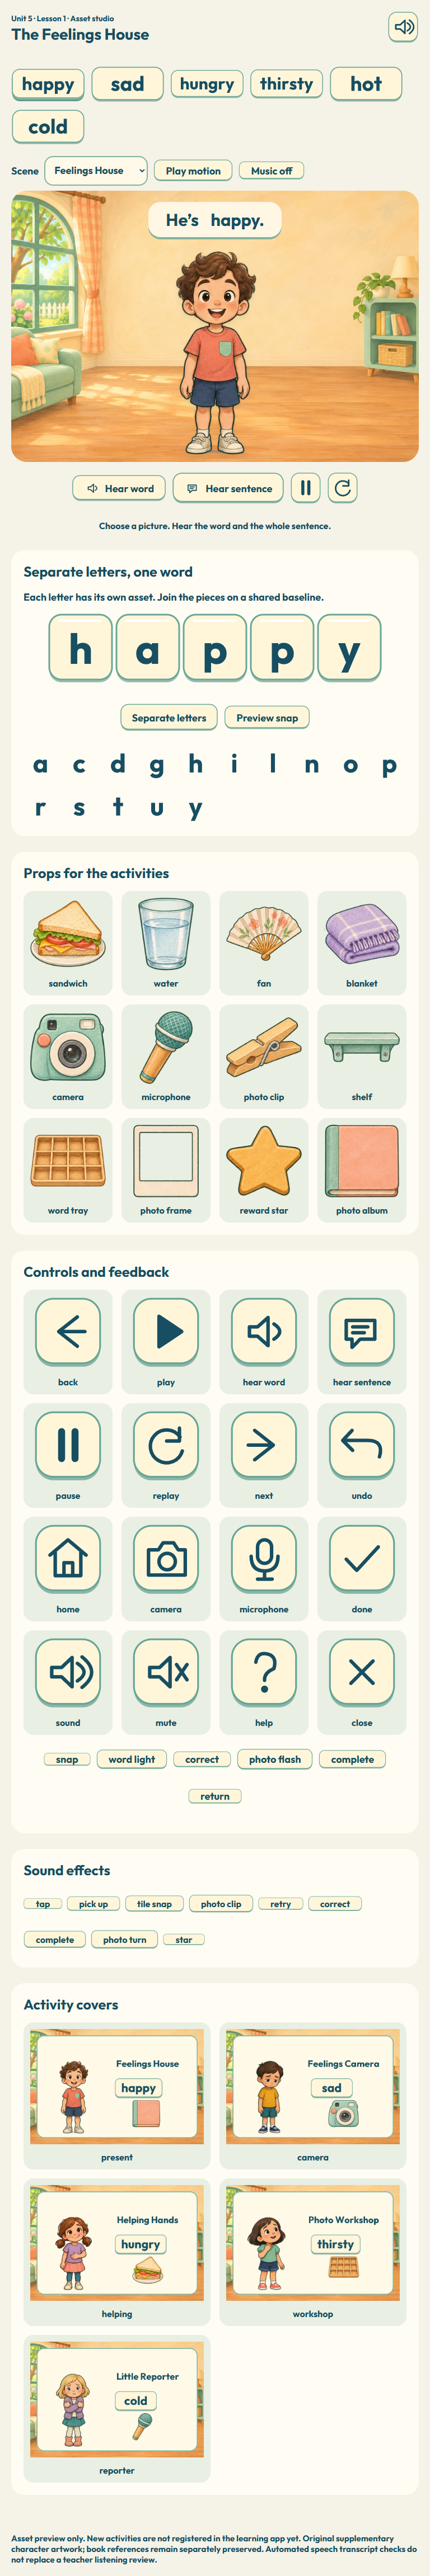 Unit 5 · Lesson 1 · Asset studio
The Feelings House
happy sad hungry thirsty hot
cold
Scene Feelings House Play motion Music off
He's happy.
Hear word Hear sentence
Choose a picture. Hear the word and the whole sentence.
Separate letters, one word
Each letter has its own asset. Join the pieces on a shared baseline.
h a p p y
Separate letters Preview snap
a c d g h i l n o p
r s t u y
Props for the activities
sandwich water fan blanket
camera microphone photo clip shelf
word tray photo frame reward star photo album
Controls and feedback
back play hear word hear sentence
pause replay next undo
home camera microphone done
sound mute help close
snap word light correct photo flash complete
return
Sound effects
tap pick up tile snap photo clip retry correct
complete photo turn star
Activity covers
Feelings House
happy
present
Feelings Camera
sad
camera
Helping Hands
hungry
helping
Photo Workshop
thirsty
workshop
Little Reporter
cold
reporter
Asset preview only. New activities are not registered in the learning app yet. Original supplementary
character artwork; book references remain separately preserved. Automated speech transcript checks do
not replace a teacher listening review.